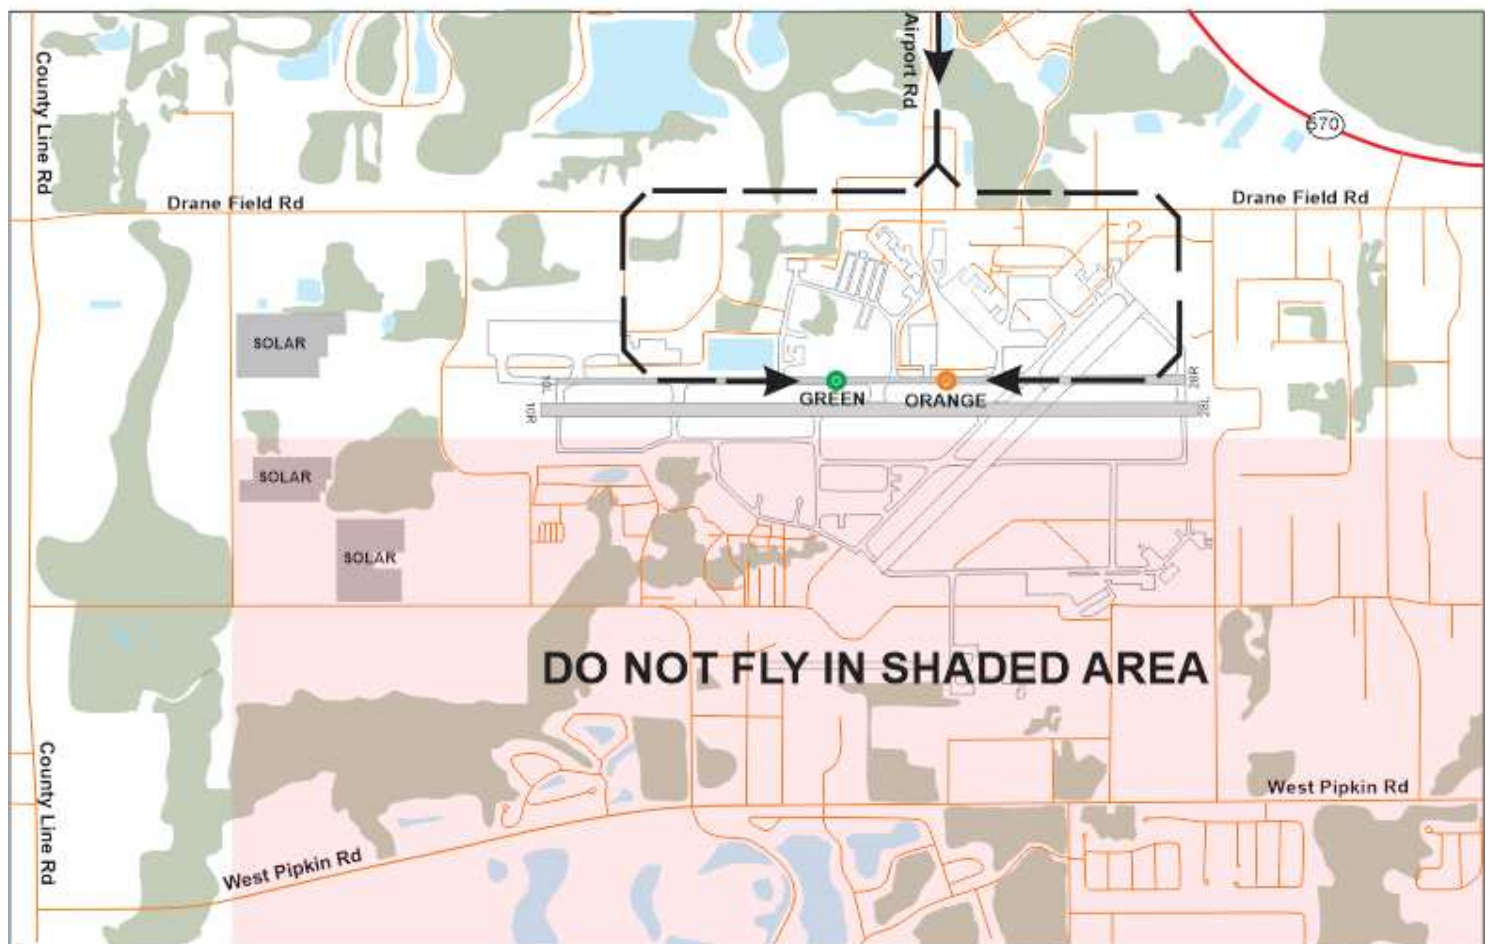 Airport Rd
County Line Rd
570
Drane Field Rd
Drane Field Rd
SOLAR
10L
28R
GREEN
ORANGE
10R
28L
SOLAR
SOLAR
DO NOT FLY IN SHADED AREA
County Line Rd
West Pipkin Rd
West Pipkin Rd